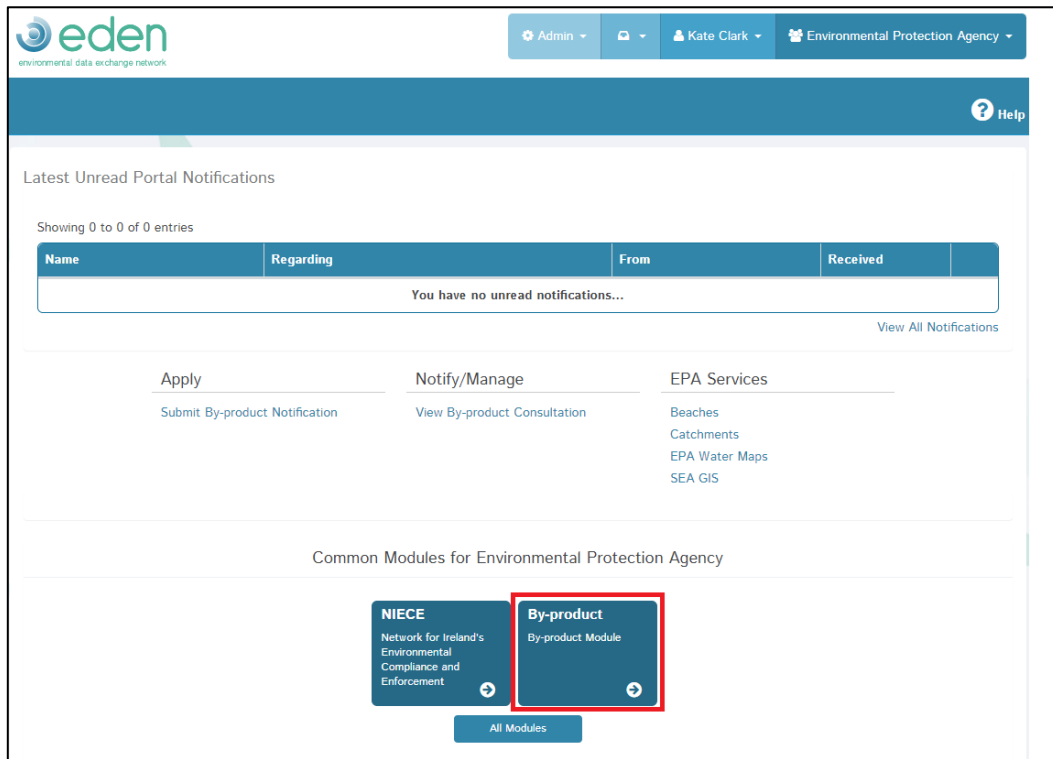 eden
environmental data exchange network
Admin
Kate Clark
Environmental Protection Agency
? Help
Latest Unread Portal Notifications
Showing 0 to 0 of 0 entries
Name Regarding From Received
You have no unread notifications...
View All Notifications
Apply Notify/Manage EPA Services
Submit By-product Notification View By-product Consultation Beaches
Catchments
EPA Water Maps
SEA GIS
Common Modules for Environmental Protection Agency
NIECE
Network for Ireland's
Environmental
Compliance and
Enforcement
By-product
By-product Module
All Modules